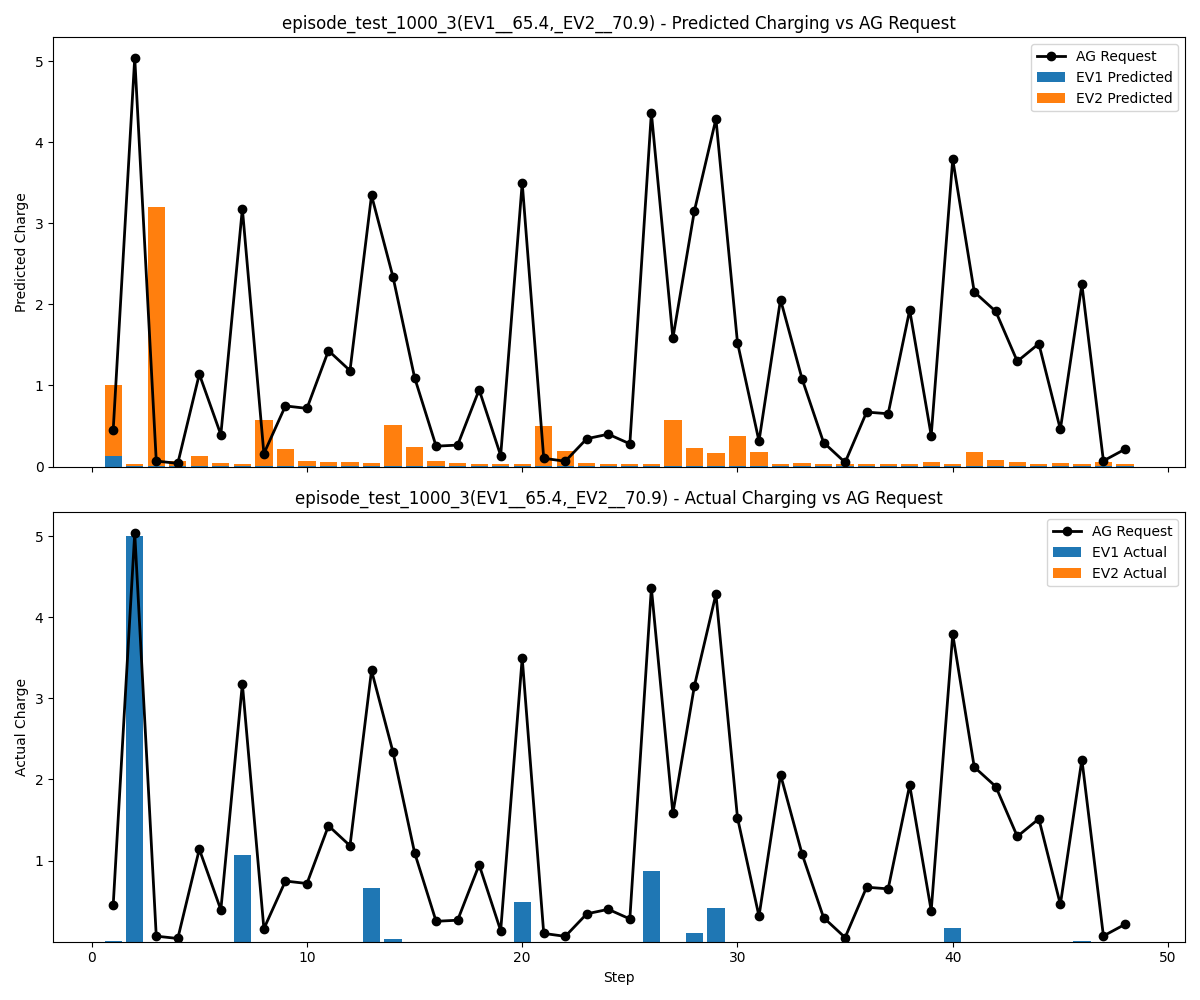 episode_test_1000_3(EV1__65.4,_EV2__70.9) - Predicted Charging vs AG Request
AG Request
EV1 Predicted
EV2 Predicted
Predicted Charge
5
4
3
2
1
0
episode_test_1000_3(EV1__65.4,_EV2__70.9) - Actual Charging vs AG Request
AG Request
EV1 Actual
EV2 Actual
Actual Charge
5
4
3
2
1
0 10 20 30 40 50
Step